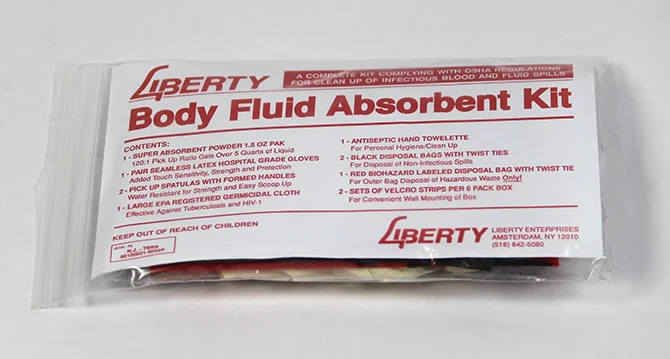 LIBERTY
A COMPLETE KIT COMPLYING WITH OSHA REGULATIONS
FOR CLEAN UP OF INFECTIOUS BLOOD AND FLUID SPILLS
Body Fluid Absorbent Kit
CONTENTS:
1 - SUPER ABSORBENT POWDER 1.5 OZ PAK
120:1 Pick Up Ratio Gels Over 5 Quarts of Liquid
1 - PAIR SEAMLESS LATEX HOSPITAL GRADE GLOVES
Added Touch Sensitivity, Strength and Protection
2 - PICK UP SPATULAS WITH FORMED HANDLES
Water Resistant for Strength and Easy Scoop Up
1 - LARGE EPA REGISTERED GERMICIDAL CLOTH
Effective Against Tuberculosis and HIV-1
1 - ANTISEPTIC HAND TOWELETTE
For Personal Hygiene/Clean Up
2 - BLACK DISPOSAL BAGS WITH TWIST TIES
For Disposal of Non-Infectious Spills
1 - RED BIOHAZARD LABELED DISPOSAL BAG WITH TWIST TIE
For Outer Bag Disposal of Hazardous Waste Only!
2 - SETS OF VELCRO STRIPS PER 6 PACK BOX
For Convenient Wall Mounting of Box
KEEP OUT OF REACH OF CHILDREN
LIBERTY
LIBERTY ENTERPRISES
AMSTERDAM, NY 12010
(518) 842-5080
N.J. - TSRN